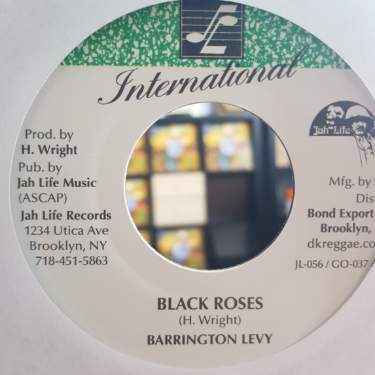 International
Prod. by
H. Wright
Pub. by
Jah Life Music
(ASCAP)
Jah Life Records
1234 Utica Ave
Brooklyn, NY
718-451-5863
Jah Life
Mfg. by
Bond Export
Brooklyn,
dkreggae.co
JL-056 / GO-037
BLACK ROSES
(H. Wright)
BARRINGTON LEVY